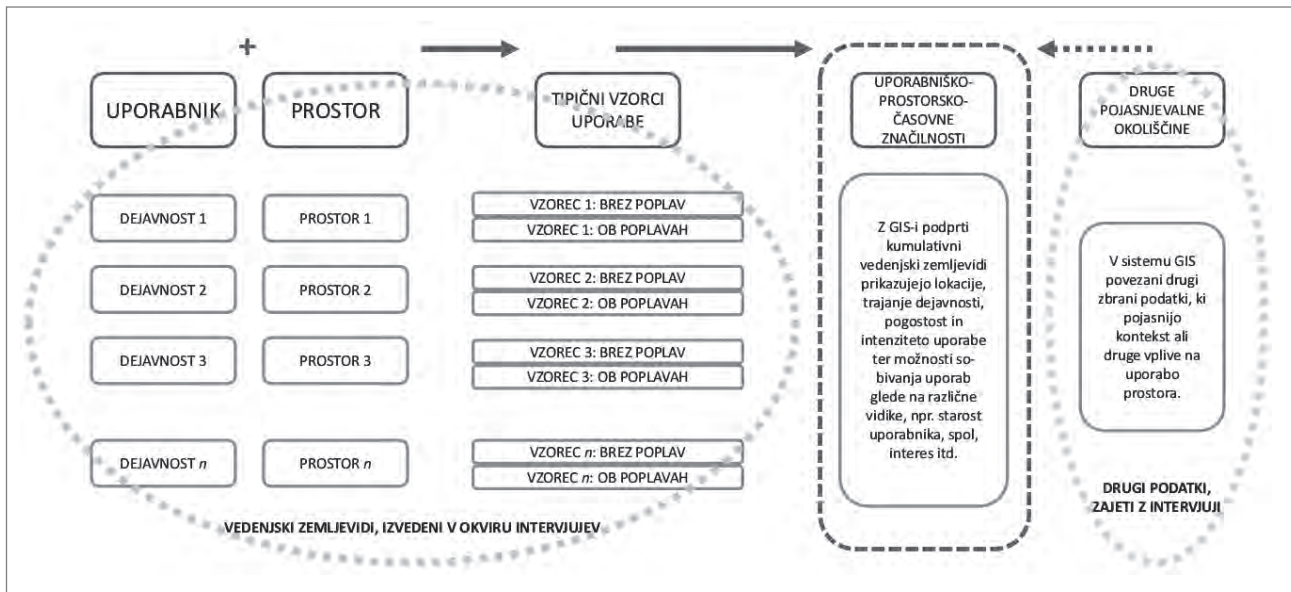 +
UPORABNIK
PROSTOR
TIPIČNI VZORCI
UPORABE
UPORABNIŠKO-
PROSTORSKO-
ČASOVNE
ZNAČILNOSTI
DRUGE
POJASNJEVALNE
OKOLIŠČINE
DEJAVNOST 1
PROSTOR 1
VZOREC 1: BREZ POPLAV
VZOREC 1: OB POPLAVAH
DEJAVNOST 2
PROSTOR 2
VZOREC 2: BREZ POPLAV
VZOREC 2: OB POPLAVAH
DEJAVNOST 3
PROSTOR 3
VZOREC 3: BREZ POPLAV
VZOREC 3: OB POPLAVAH
DEJAVNOST n
PROSTOR n
VZOREC n: BREZ POPLAV
VZOREC n: OB POPLAVAH
VEDENJSKI ZEMLJEVIDI, IZVEDENI V OKVIRU INTERVJUJEV
Z GIS-i podprti
kumulativni
vedenjski zemljevidi
prikazujejo lokacije,
trajanje dejavnosti,
pogostost in
intenziteto uporabe
ter možnosti so-
bivanja uporab
glede na različne
vidike, npr. starost
uporabnika, spol,
interes itd.
V sistemu GIS
povezani drugi
zbrani podatki, ki
pojasnijo
kontekst ali
druge vplive na
uporabo
prostora.
DRUGI PODATKI,
ZAJETI Z INTERVJUJI